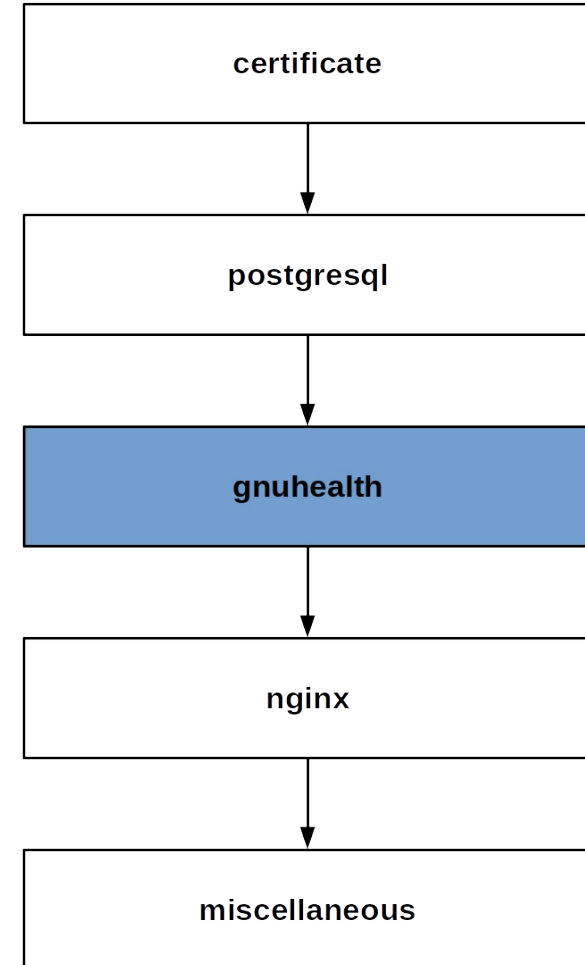 certificate
postgresql
gnuhealth
nginx
miscellaneous